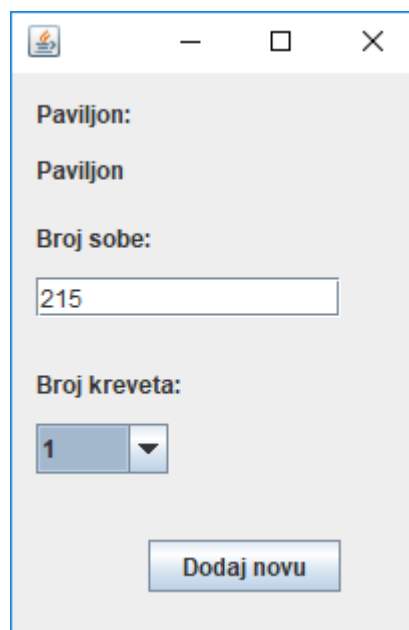 Paviljon:
Paviljon
Broj sobe:
215
Broj kreveta:
1
Dodaj novu